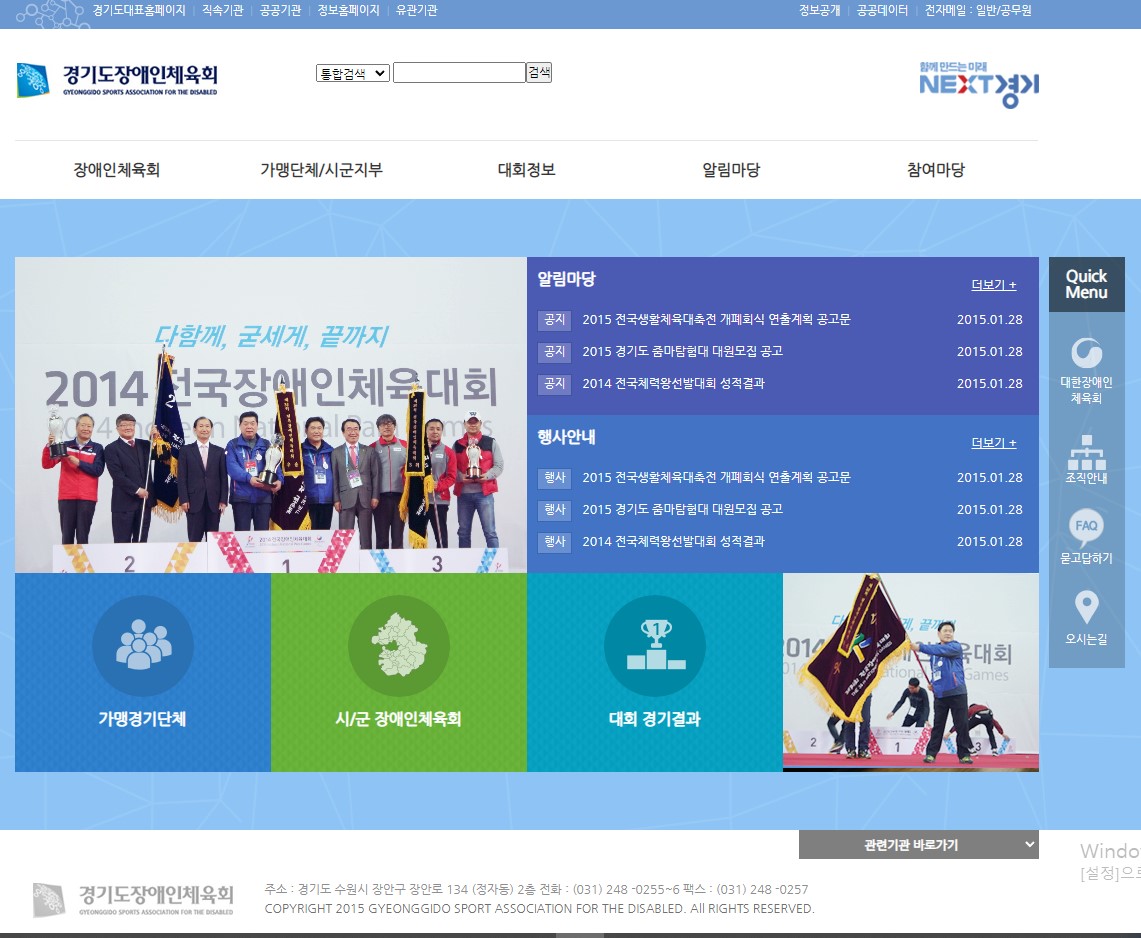 경기도대표홈페이지 | 직속기관 | 공공기관 | 정보홈페이지 | 유관기관
정보공개 | 공공데이터 | 전자메일 : 일반/공무원
경기도장애인체육회
GYEONGGIDO SPORTS ASSOCIATION FOR THE DISABLED
통합검색
검색
함께 만드는 미래
NEXT경기
장애인체육회
가맹단체/시군지부
대회정보
알림마당
참여마당
다함께, 굳세게, 끝까지
2014 전국장애인체육대회
2
1
3
알림마당
더보기 +
공지 2015 전국생활체육대축전 개폐회식 연출계획 공고문 2015.01.28
공지 2015 경기도 줌마탐험대 대원모집 공고 2015.01.28
공지 2014 전국체력왕선발대회 성적결과 2015.01.28
행사안내
더보기 +
행사 2015 전국생활체육대축전 개폐회식 연출계획 공고문 2015.01.28
행사 2015 경기도 줌마탐험대 대원모집 공고 2015.01.28
행사 2014 전국체력왕선발대회 성적결과 2015.01.28
Quick
Menu
대한장애인
체육회
조직안내
FAQ
묻고답하기
오시는길
가맹경기단체
시/군 장애인체육회
1
대회 경기결과
2
1
3
관련기관 바로가기
Windo
[설정]으로
경기도장애인체육회
GYEONGGIDO SPORTS ASSOCIATION FOR THE DISABLED
주소 : 경기도 수원시 장안구 장안로 134 (정자동) 2층 전화 : (031) 248 -0255~6 팩스 : (031) 248 -0257
COPYRIGHT 2015 GYEONGGIDO SPORT ASSOCIATION FOR THE DISABLED. All RIGHTS RESERVED.